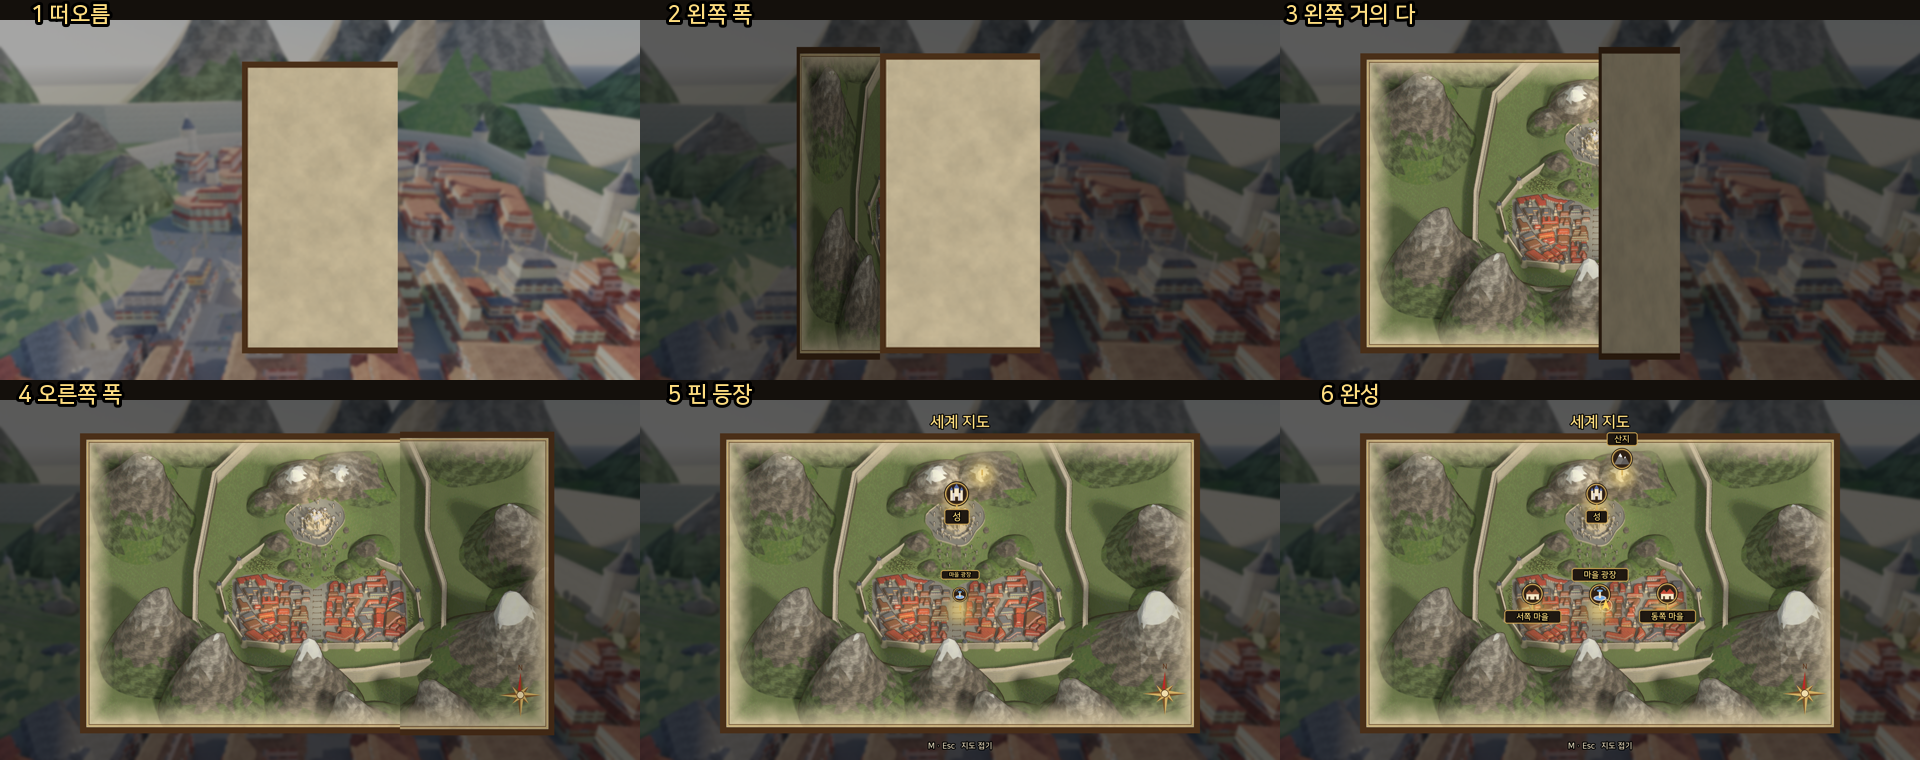 1 떠오름
2 왼쪽 폭
3 왼쪽 거의 다
4 오른쪽 폭
5 핀 등장
세계 지도
성
마을 광장
M · Esc 지도 접기
6 완성
세계 지도
산지
성
마을 광장
서쪽 마을
동쪽 마을
M · Esc 지도 접기